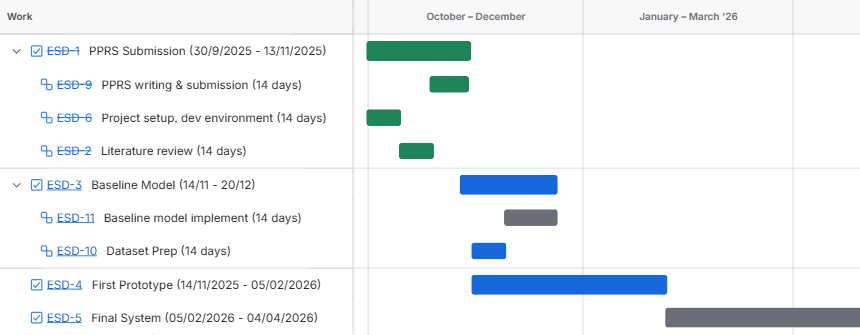 Work
October – December
January – March '26
ESD-1 PPRS Submission (30/9/2025 - 13/11/2025)
ESD-9 PPRS writing & submission (14 days)
ESD-6 Project setup, dev environment (14 days)
ESD-2 Literature review (14 days)
ESD-3 Baseline Model (14/11 - 20/12)
ESD-11 Baseline model implement (14 days)
ESD-10 Dataset Prep (14 days)
ESD-4 First Prototype (14/11/2025 - 05/02/2026)
ESD-5 Final System (05/02/2026 - 04/04/2026)